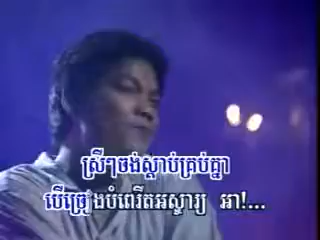 ស្រីៗចង់ស្ដាប់គ្រប់គ្នា
បើច្រៀងបំពេរឹតអស្ចារ្យ អា!...